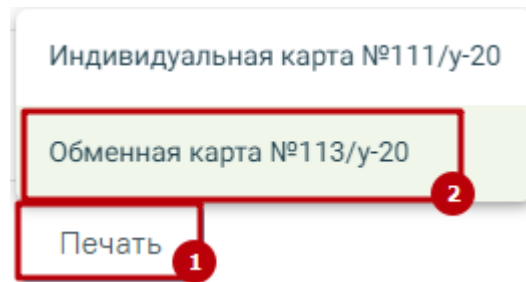 Индивидуальная карта №111/у-20
Обменная карта №113/у-20
2
Печать
1